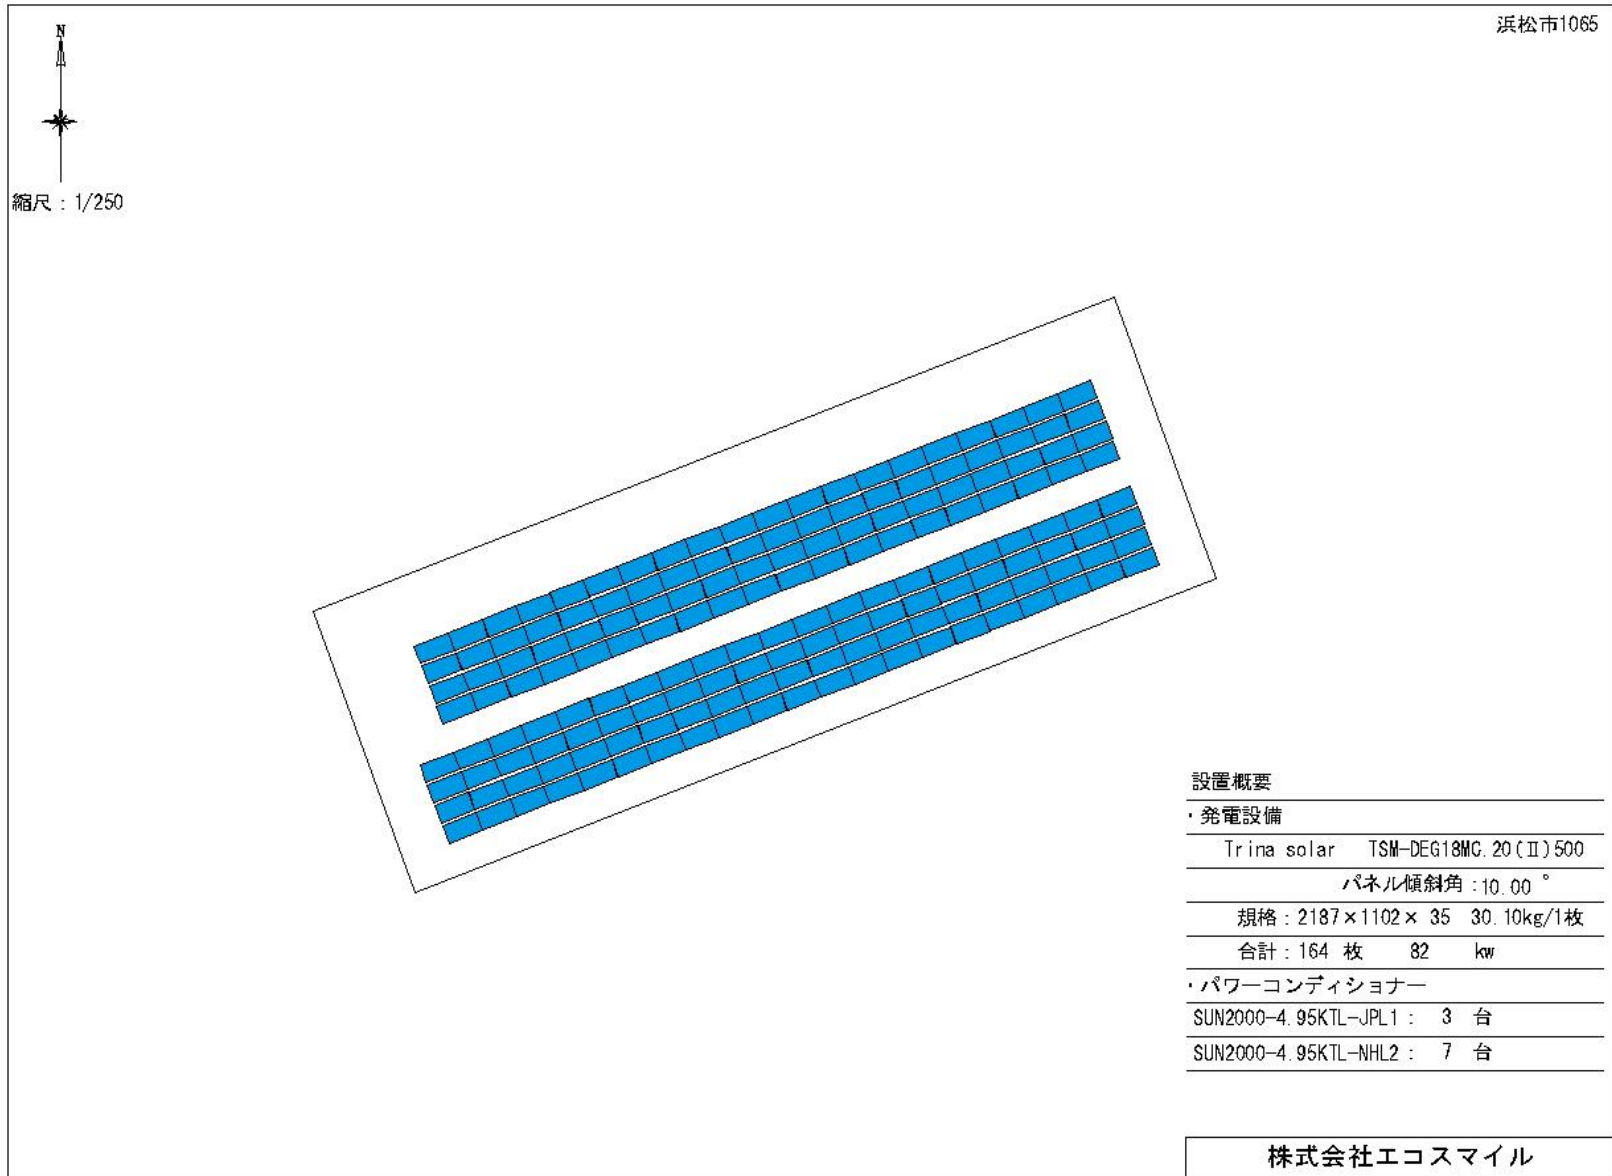 浜松市1065
N
縮尺：1/250
設置概要
・発電設備
Trina solar TSM-DEG18MC.20(Ⅱ)500
パネル傾斜角：10.00°
規格：2187×1102× 35 30.10kg/1枚
合計：164 枚 82 kw
・パワーコンディショナー
SUN2000-4.95KTL-JPL1： 3 台
SUN2000-4.95KTL-NHL2： 7 台
株式会社エコスマイル